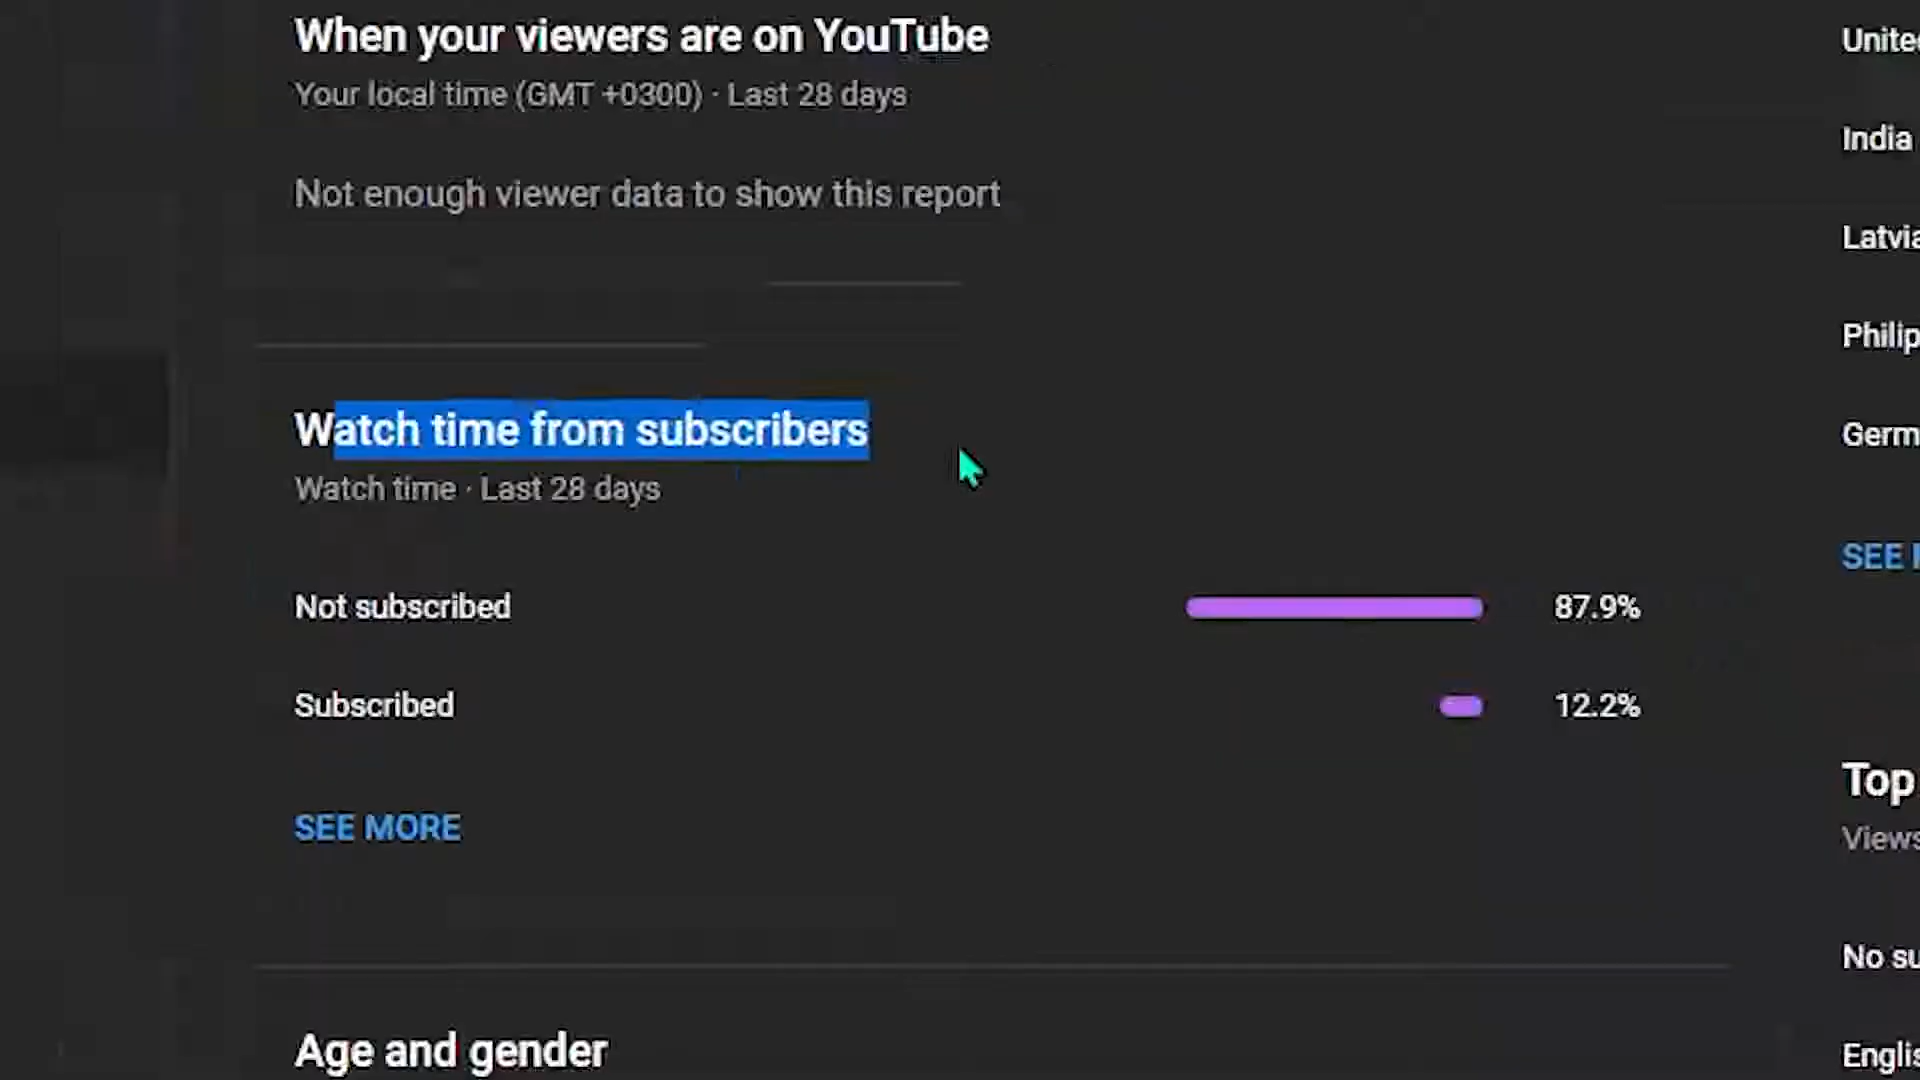 When your viewers are on YouTube
Your local time (GMT +0300) · Last 28 days
Not enough viewer data to show this report
Watch time from subscribers
Watch time · Last 28 days
Not subscribed 87.9%
Subscribed 12.2%
SEE MORE
Age and gender
India
SEE
Top
No